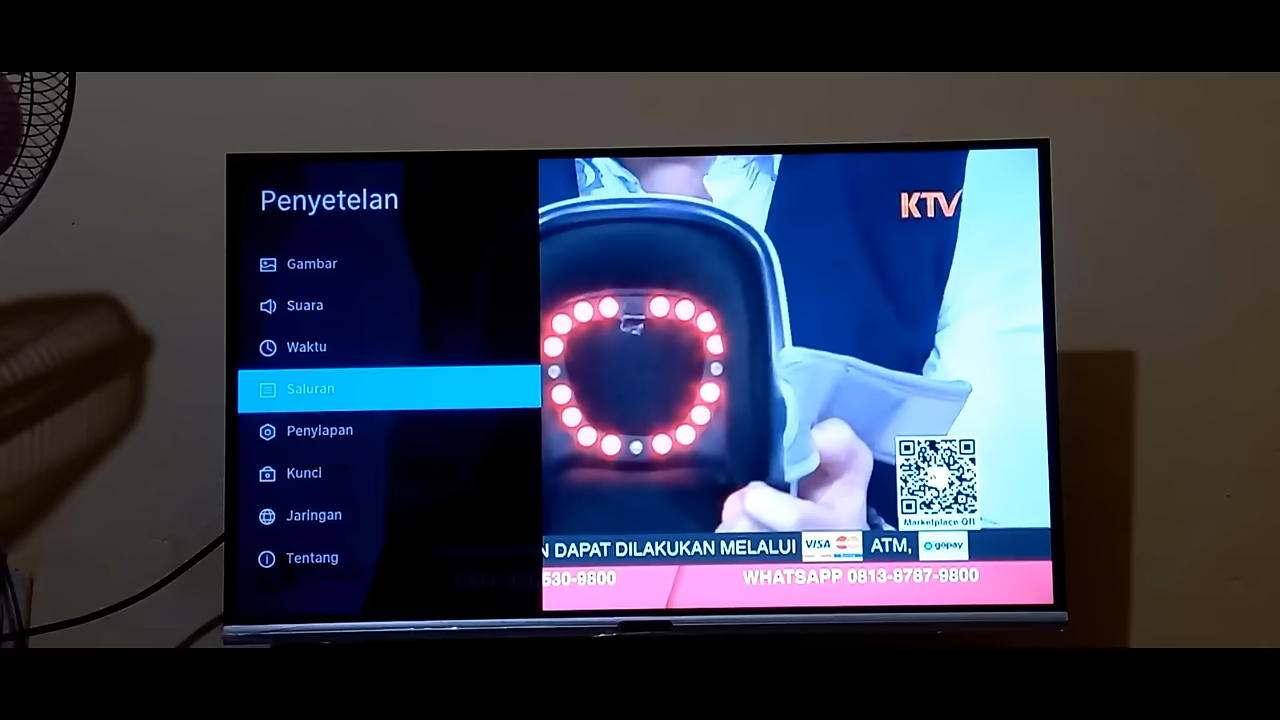 Penyetelan
Gambar
Suara
Waktu
Saluran
Penyiapan
Kunci
Jaringan
Tentang
KTV
Marketplace QR
DAPAT DILAKUKAN MELALUI VISA ATM, gopay
530-9800 WHATSAPP 0813-8787-9800